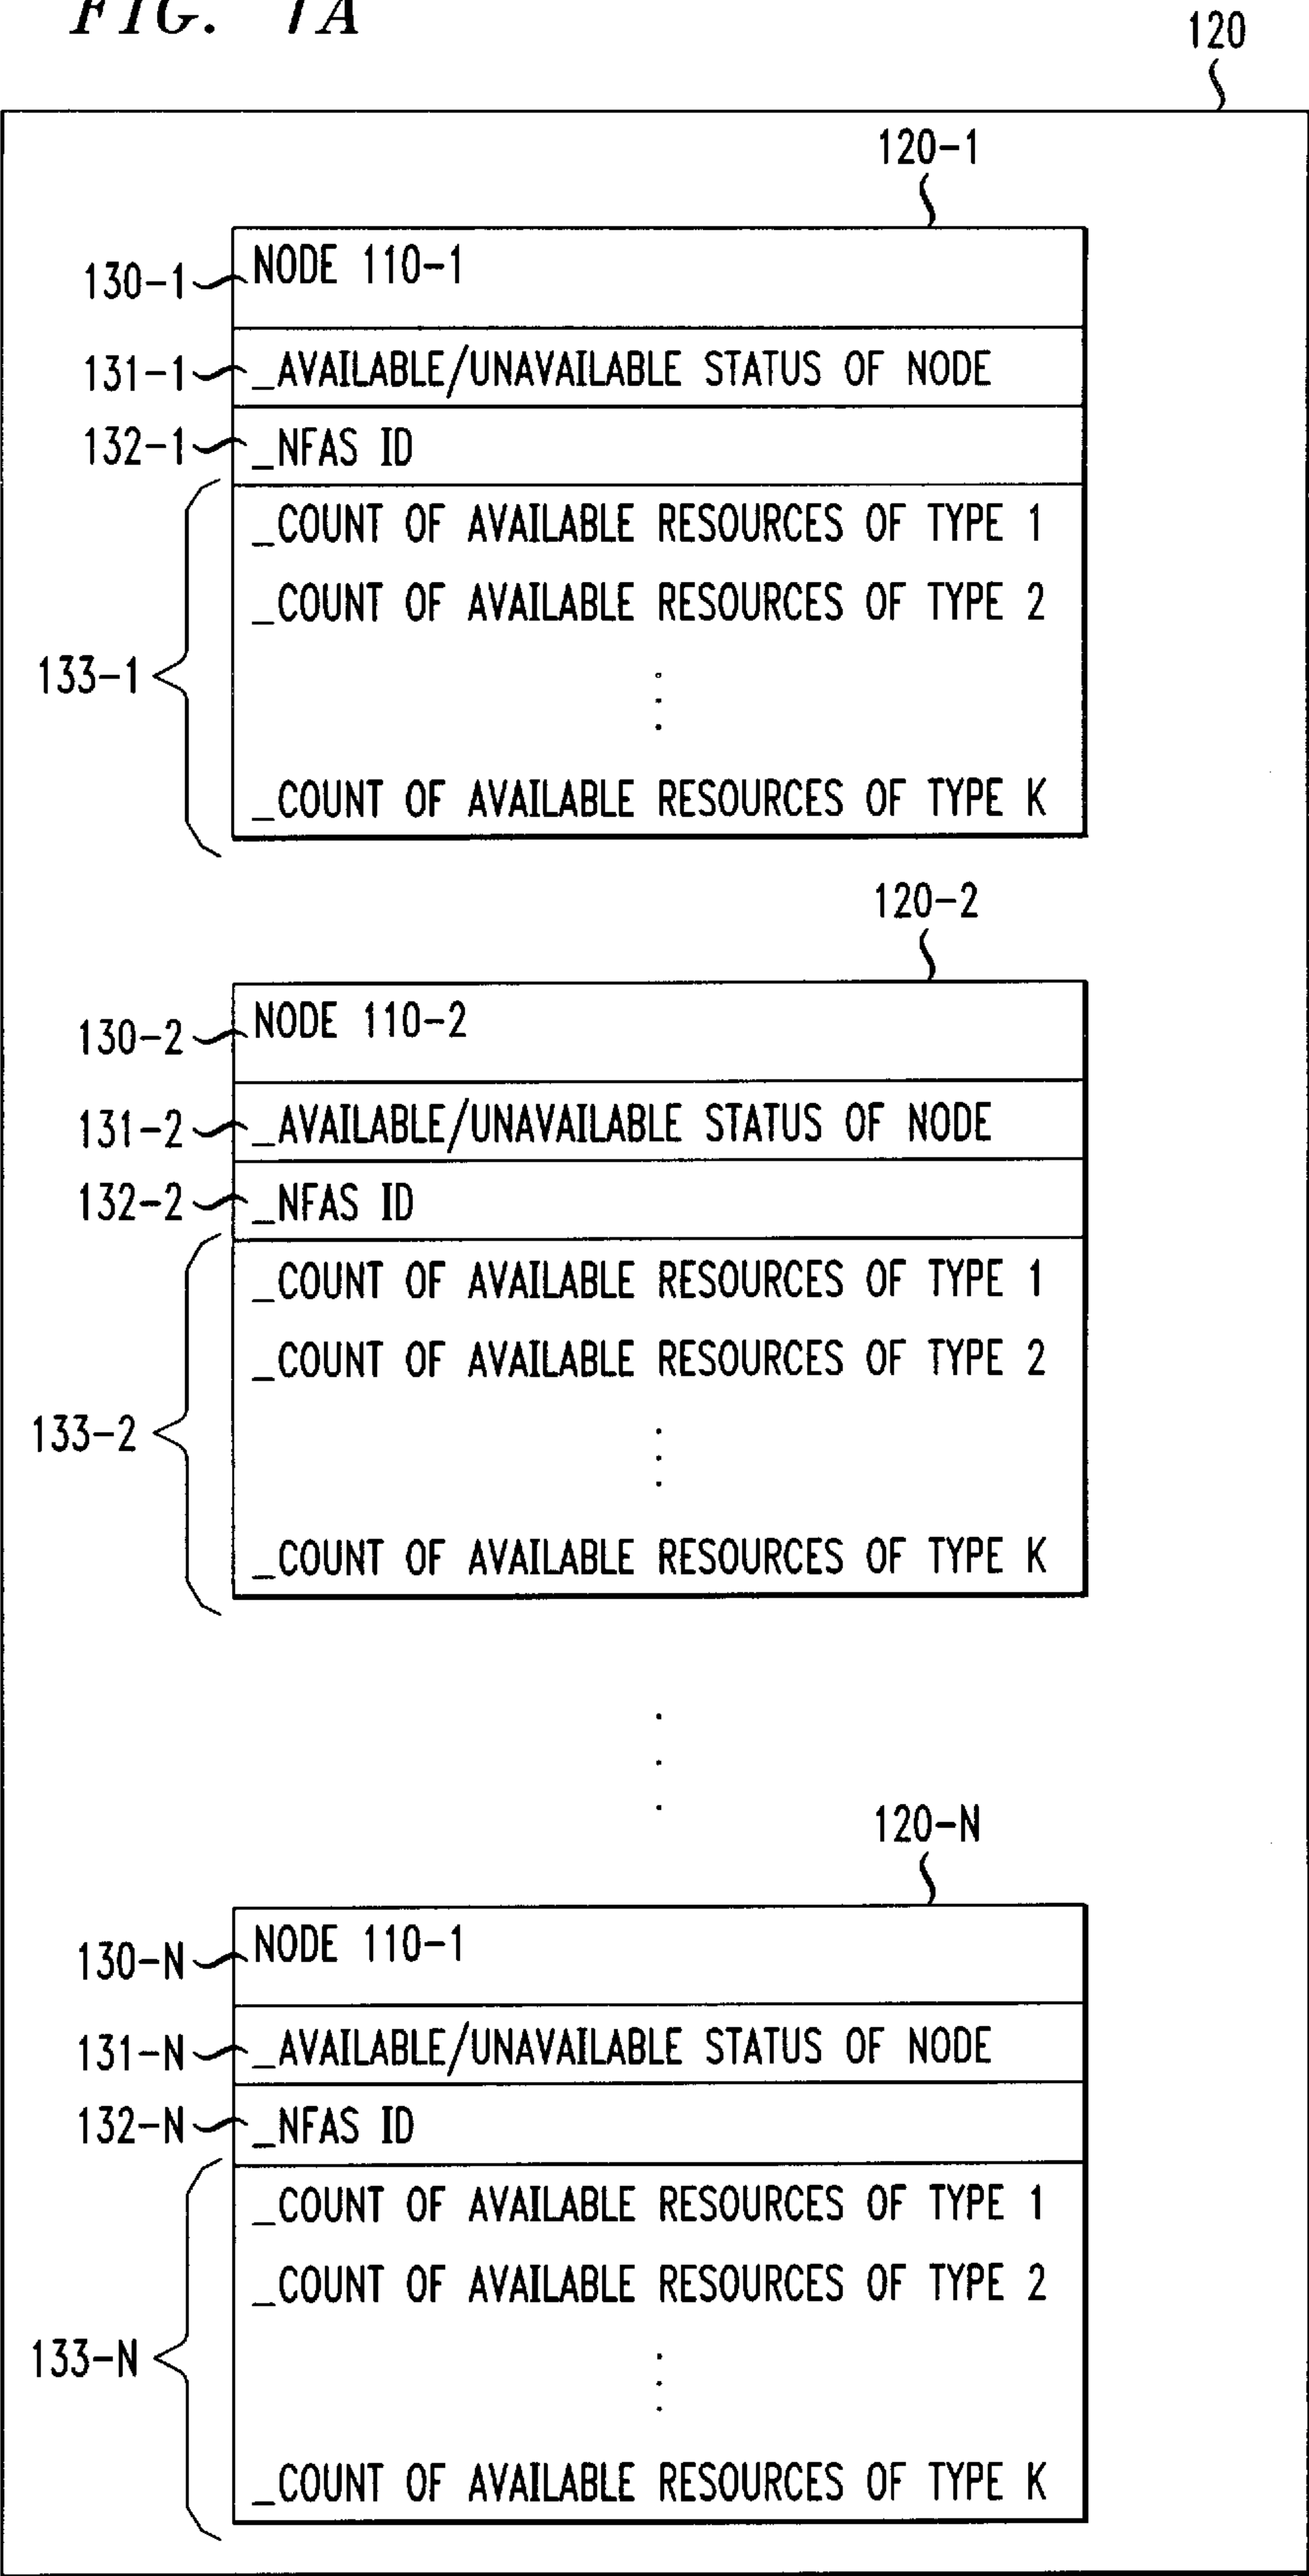 FIG. 1A
120
120-1
130-1 NODE 110-1
131-1 _AVAILABLE/UNAVAILABLE STATUS OF NODE
132-1 _NFAS ID
_COUNT OF AVAILABLE RESOURCES OF TYPE 1
_COUNT OF AVAILABLE RESOURCES OF TYPE 2
133-1
_COUNT OF AVAILABLE RESOURCES OF TYPE K
120-2
130-2 NODE 110-2
131-2 _AVAILABLE/UNAVAILABLE STATUS OF NODE
132-2 _NFAS ID
_COUNT OF AVAILABLE RESOURCES OF TYPE 1
_COUNT OF AVAILABLE RESOURCES OF TYPE 2
133-2
_COUNT OF AVAILABLE RESOURCES OF TYPE K
120-N
130-N NODE 110-1
131-N _AVAILABLE/UNAVAILABLE STATUS OF NODE
132-N _NFAS ID
_COUNT OF AVAILABLE RESOURCES OF TYPE 1
_COUNT OF AVAILABLE RESOURCES OF TYPE 2
133-N
_COUNT OF AVAILABLE RESOURCES OF TYPE K